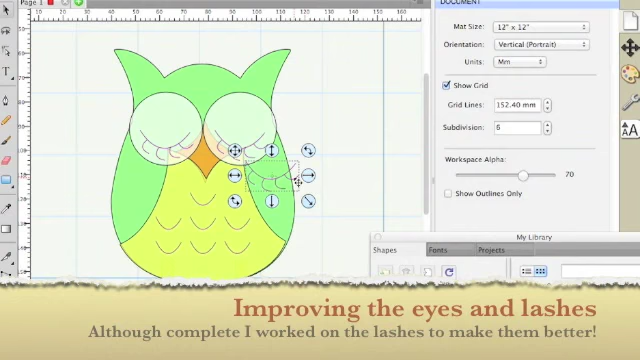 Page 1
DOCUMENT
Mat Size: 12" x 12"
Orientation: Vertical (Portrait)
Units: Mm
Show Grid
Grid Lines: 152.40 mm
Subdivision: 6
Workspace Alpha:
70
Show Outlines Only
My Library
Shapes Fonts Projects
Improving the eyes and lashes
Although complete I worked on the lashes to make them better!